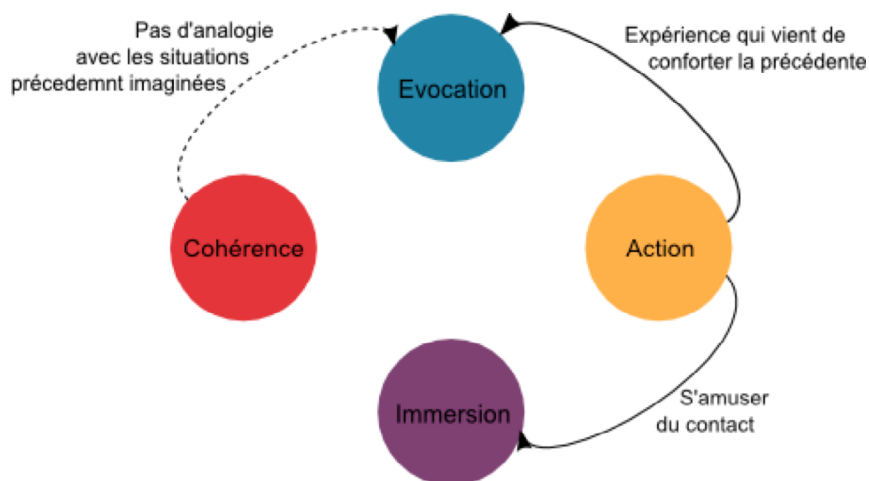 Pas d'analogie
avec les situations
précedemnt imaginées
Evocation
Expérience qui vient de
conforter la précédente
Cohérence
Action
Immersion
S'amuser
du contact